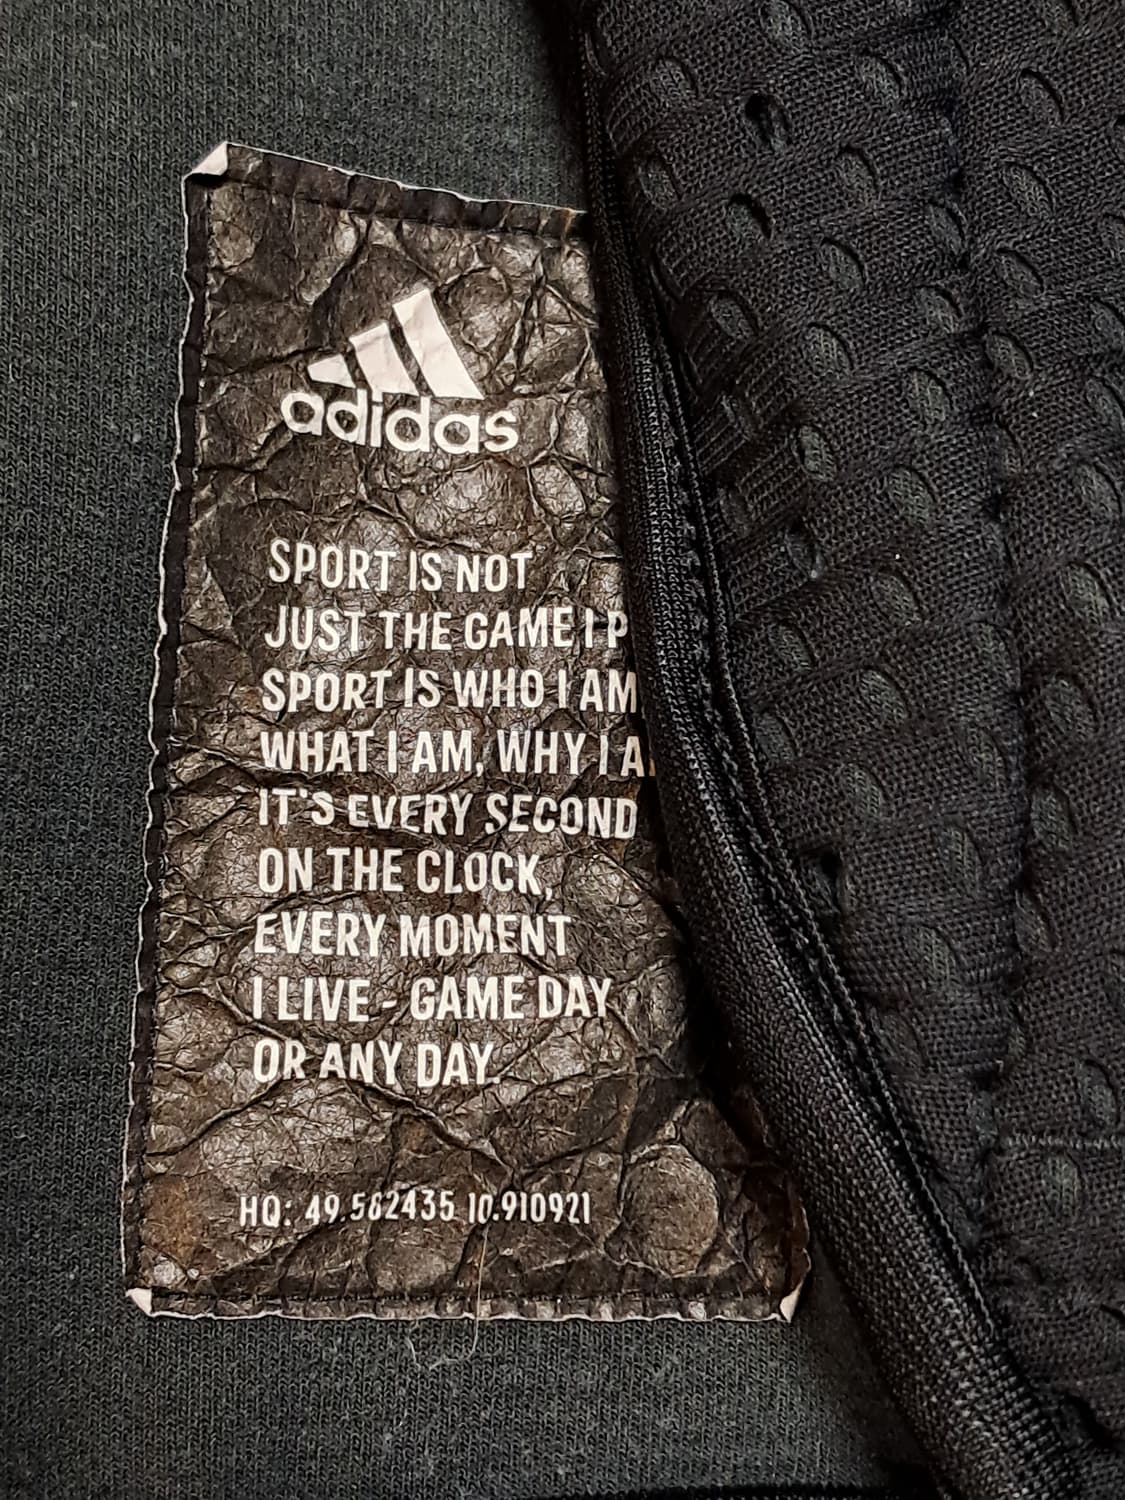 adidas
SPORT IS NOT
JUST THE GAME I P
SPORT IS WHO I AM
WHAT I AM, WHY I A
IT'S EVERY SECOND
ON THE CLOCK,
EVERY MOMENT
I LIVE - GAME DAY
OR ANY DAY.
HQ: 49.582435 10.910921